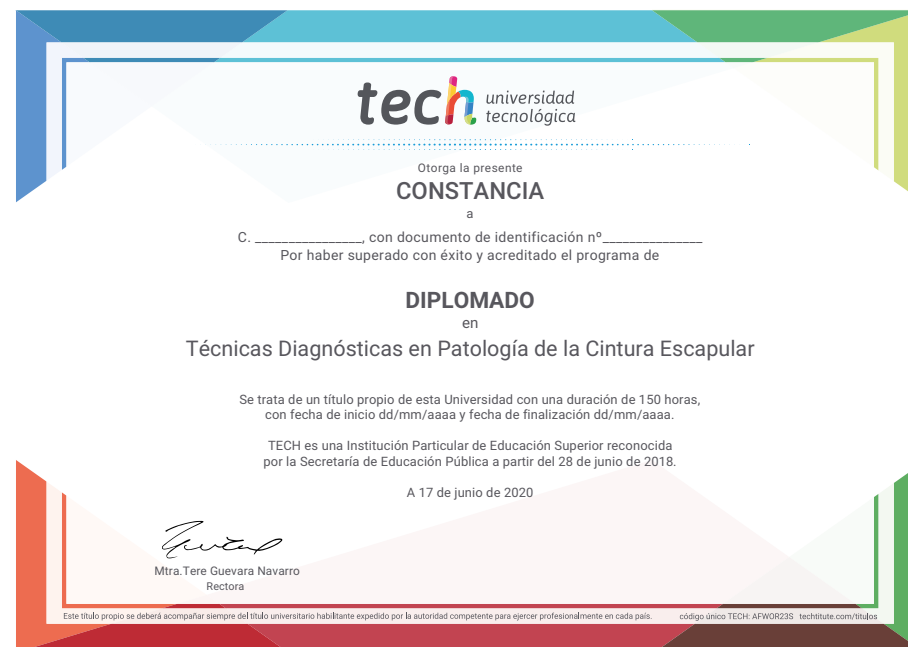 tech universidad
tecnológica
Otorga la presente
CONSTANCIA
a
C. ________________, con documento de identificación nº_______________
Por haber superado con éxito y acreditado el programa de
DIPLOMADO
en
Técnicas Diagnósticas en Patología de la Cintura Escapular
Se trata de un título propio de esta Universidad con una duración de 150 horas,
con fecha de inicio dd/mm/aaaa y fecha de finalización dd/mm/aaaa.
TECH es una Institución Particular de Educación Superior reconocida
por la Secretaría de Educación Pública a partir del 28 de junio de 2018.
A 17 de junio de 2020
Mtra.Tere Guevara Navarro
Rectora
Este título propio se deberá acompañar siempre del título universitario habilitante expedido por la autoridad competente para ejercer profesionalmente en cada país. código único TECH: AFWOR23S techtitute.com/titulos